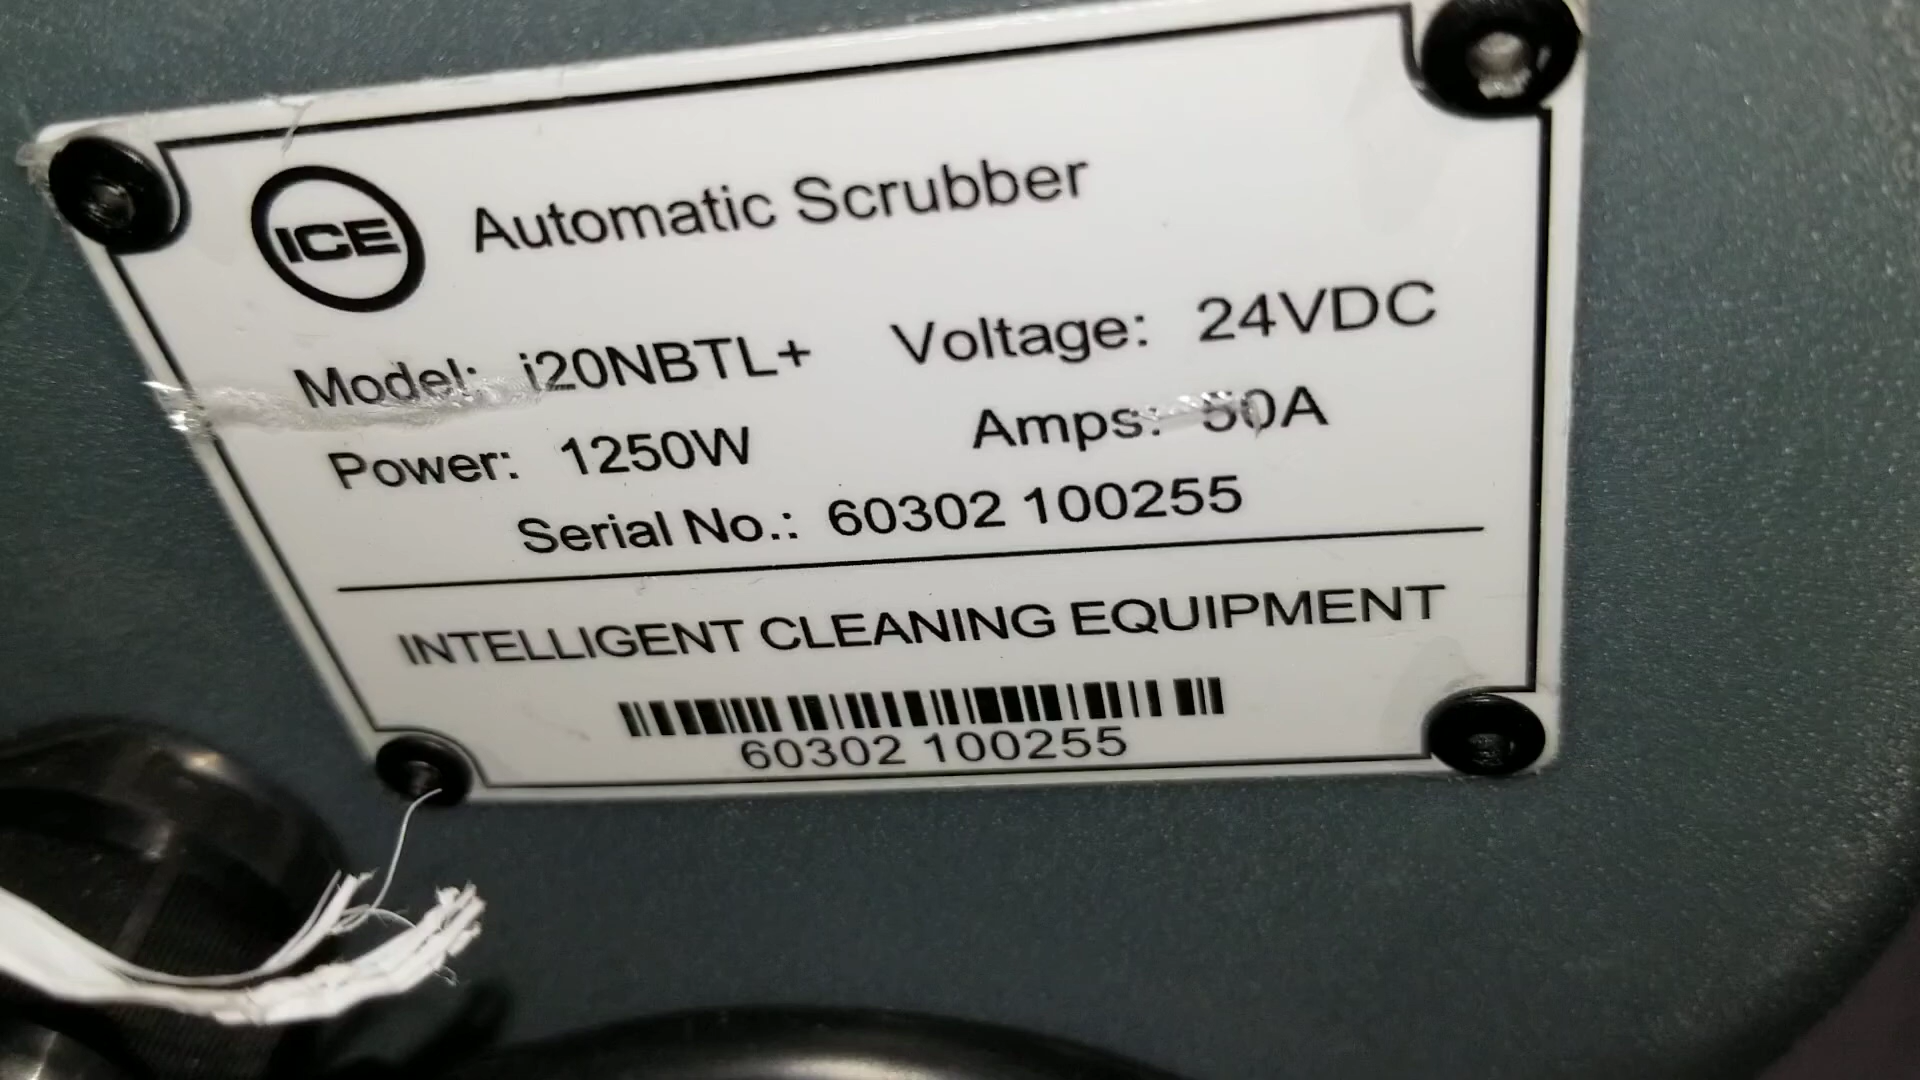 ICE Automatic Scrubber
Model: i20NBTL+ Voltage: 24VDC
Power: 1250W Amps: 50A
Serial No.: 60302 100255
INTELLIGENT CLEANING EQUIPMENT
60302 100255